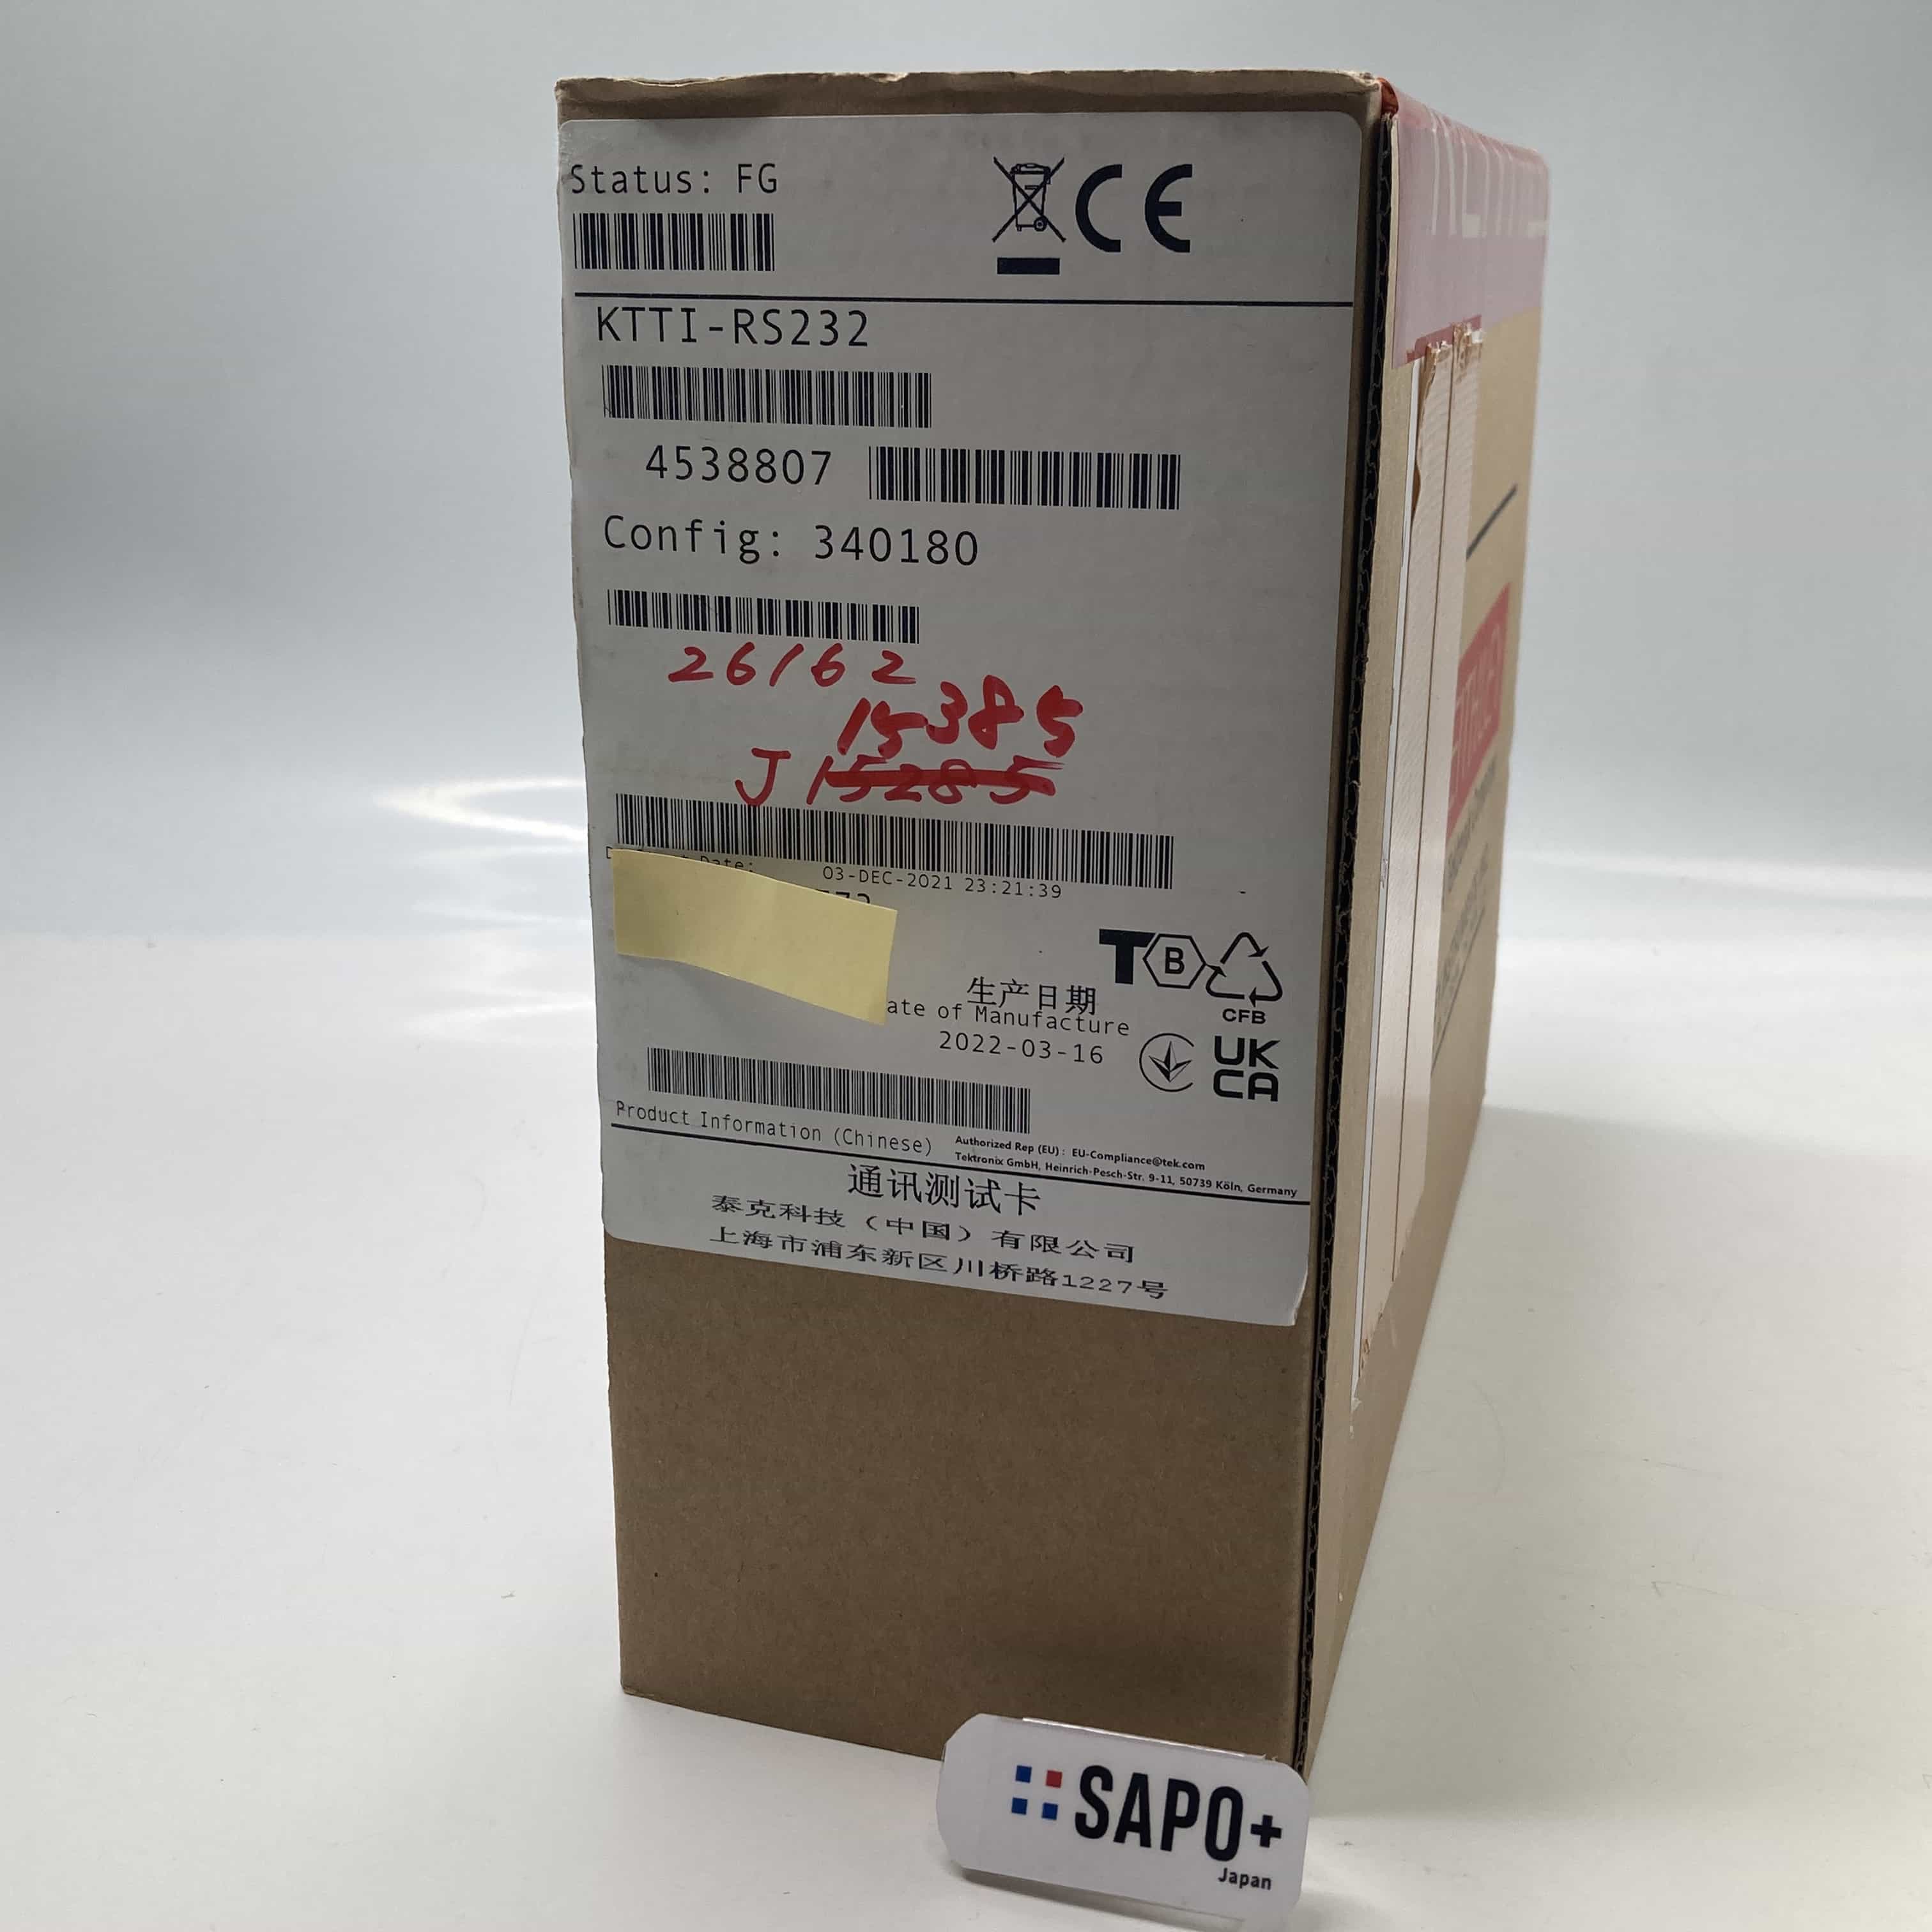 Status: FG
CE
KTTI-RS232
4538807
Config: 340180
26162
15385
J 15285
Date:
03-DEC-2021 23:21:39
T B
CFB
生产日期
ate of Manufacture
2022-03-16
UK
CA
Product Information (Chinese)
Authorized Rep (EU) : EU-Compliance@tek.com
Tektronix GmbH, Heinrich-Pesch-Str. 9-11, 50739 Köln, Germany
通讯测试卡
泰克科技（中国）有限公司
上海市浦东新区川桥路1227号
SAPO+
Japan